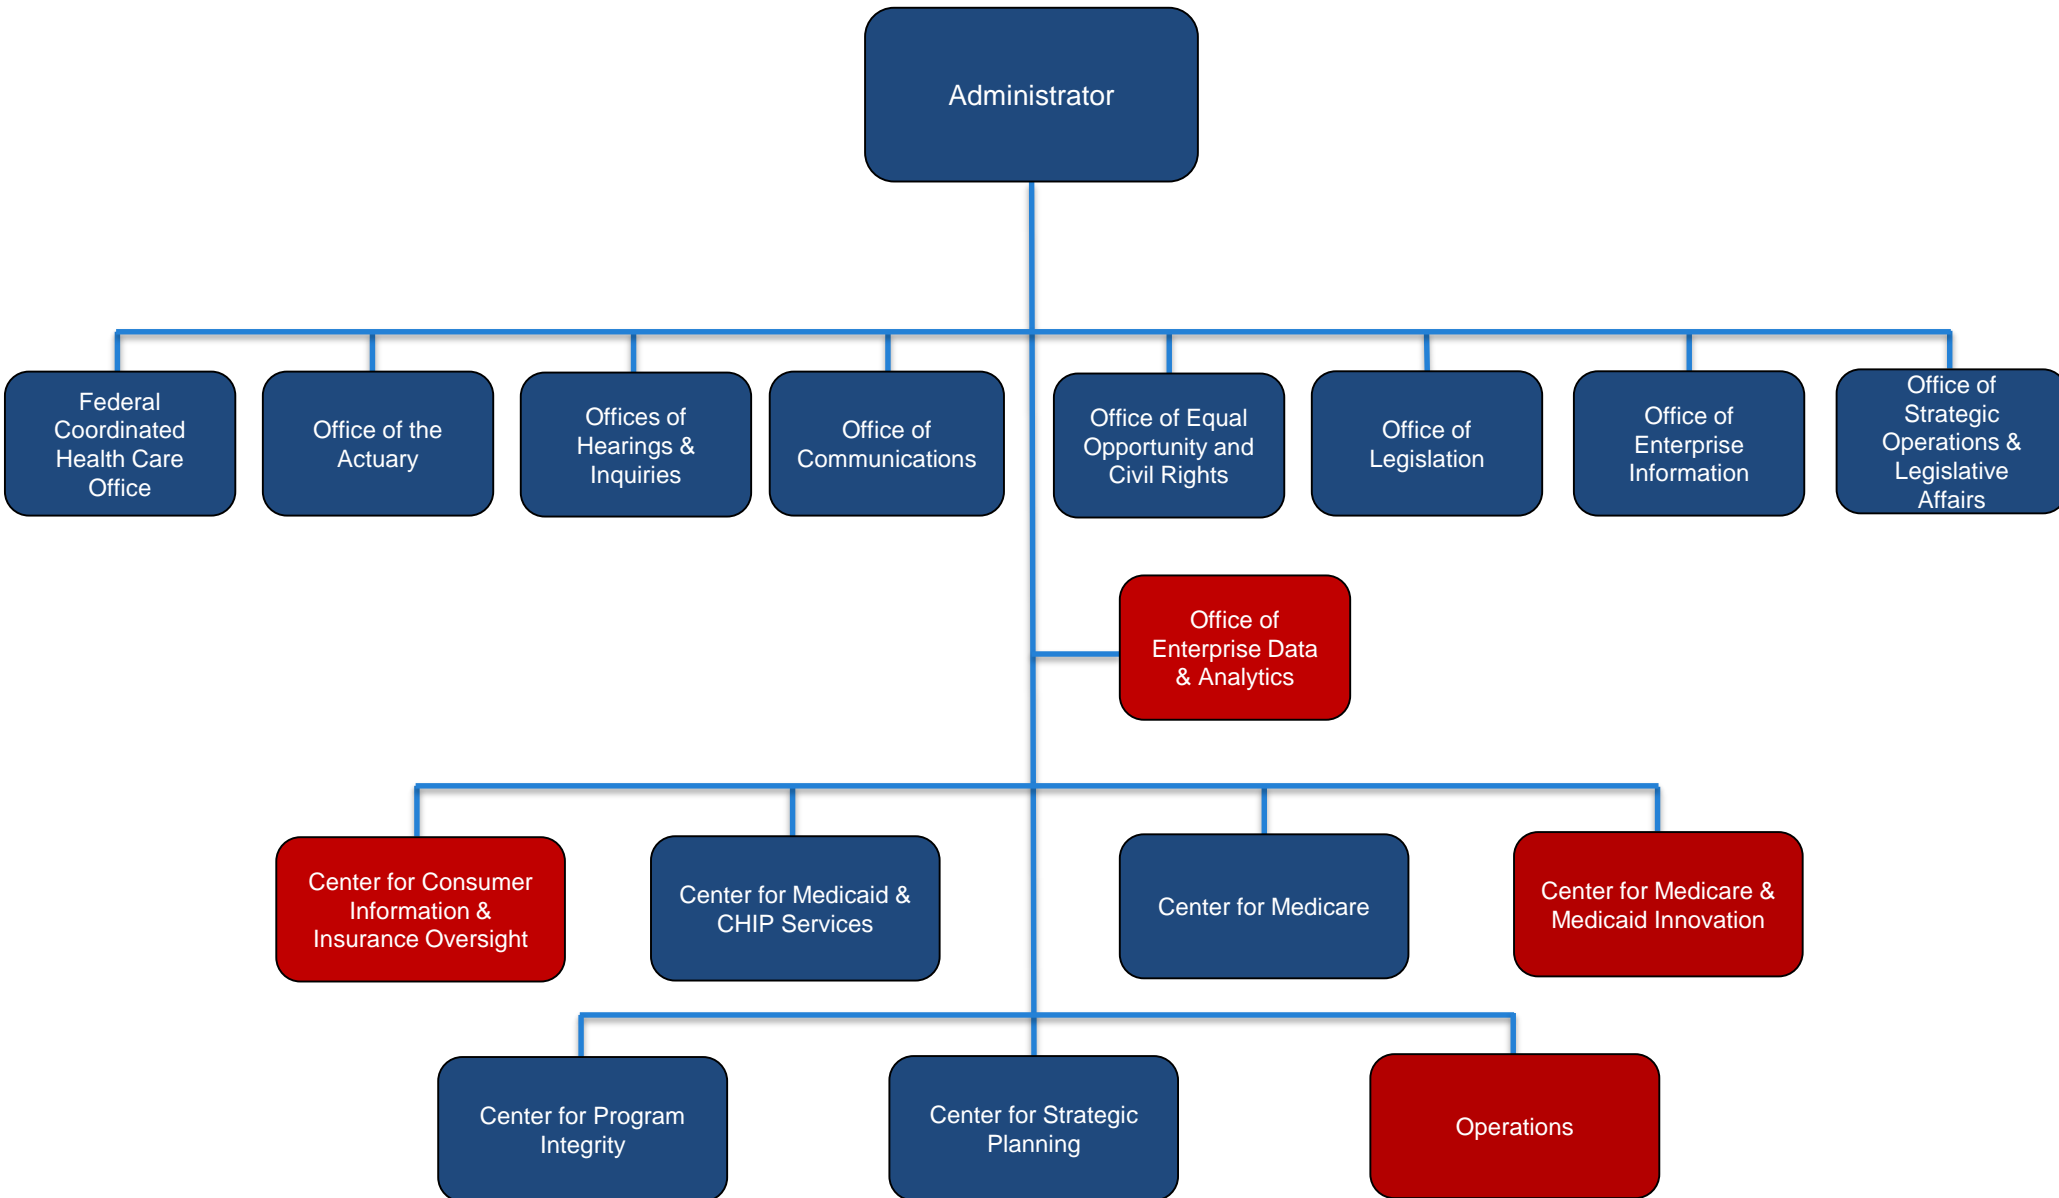 Administrator
Federal
Coordinated
Health Care
Office
Office of the
Actuary
Offices of
Hearings &
Inquiries
Office of
Communications
Office of Equal
Opportunity and
Civil Rights
Office of
Legislation
Office of
Enterprise
Information
Office of
Strategic
Operations &
Legislative
Affairs
Office of
Enterprise Data
& Analytics
Center for Consumer
Information &
Insurance Oversight
Center for Medicaid &
CHIP Services
Center for Medicare
Center for Medicare &
Medicaid Innovation
Center for Program
Integrity
Center for Strategic
Planning
Operations